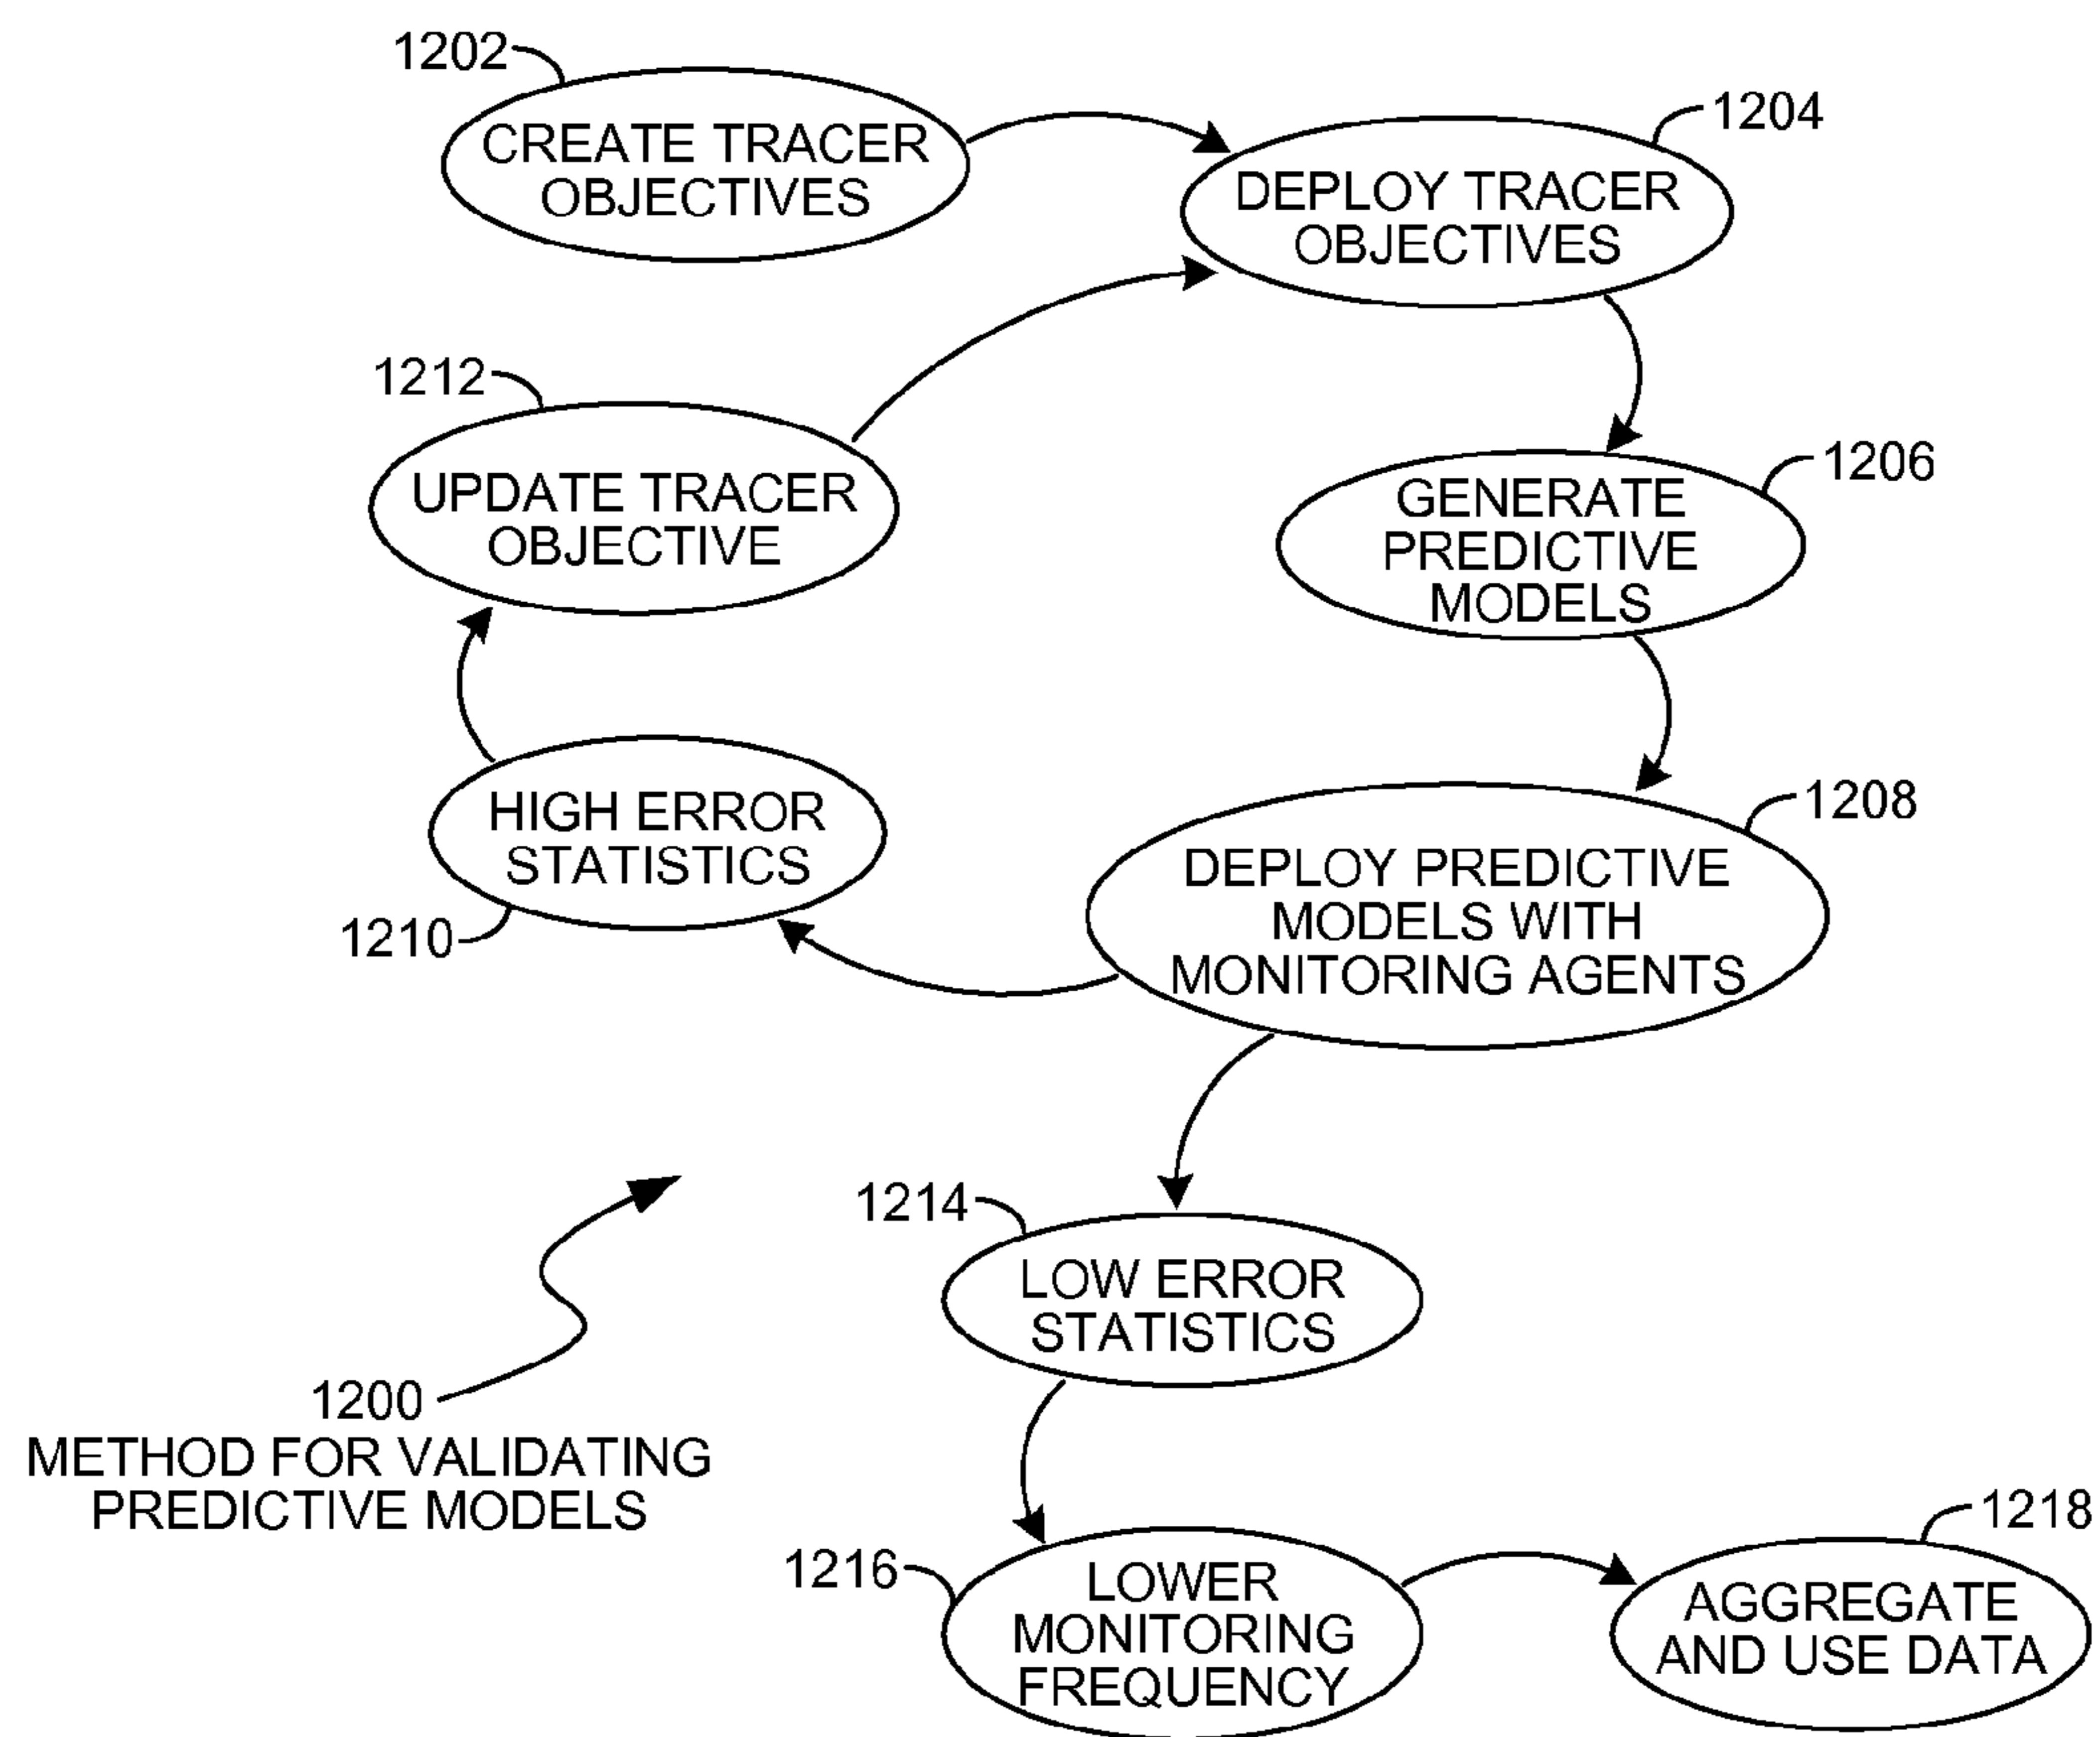 1202
CREATE TRACER
OBJECTIVES
1204
DEPLOY TRACER
OBJECTIVES
1212
UPDATE TRACER
OBJECTIVE
1206
GENERATE
PREDICTIVE
MODELS
HIGH ERROR
STATISTICS
1210
1208
DEPLOY PREDICTIVE
MODELS WITH
MONITORING AGENTS
1214
LOW ERROR
STATISTICS
1200
METHOD FOR VALIDATING
PREDICTIVE MODELS
1216
LOWER
MONITORING
FREQUENCY
1218
AGGREGATE
AND USE DATA